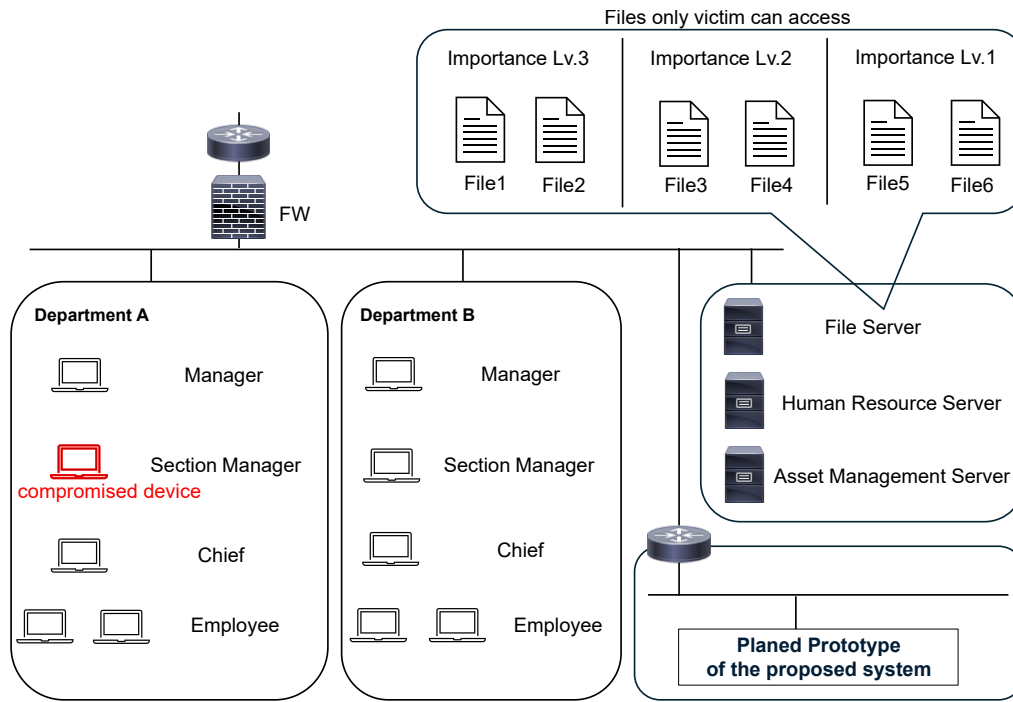 Files only victim can access
Importance Lv.3
Importance Lv.2
Importance Lv.1
File1
File2
File3
File4
File5
File6
FW
Department A
Manager
Section Manager
compromised device
Chief
Employee
Department B
Manager
Section Manager
Chief
Employee
File Server
Human Resource Server
Asset Management Server
Planed Prototype
of the proposed system